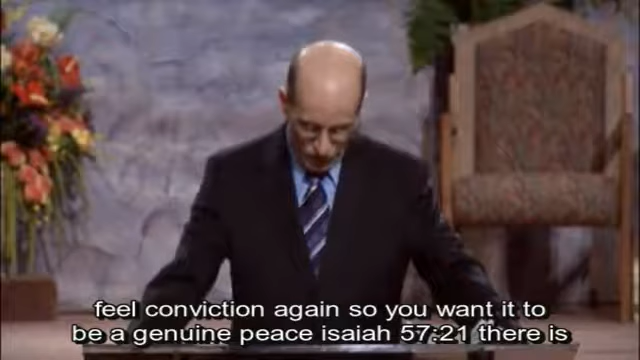 feel conviction again so you want it to
be a genuine peace isaiah 57:21 there is